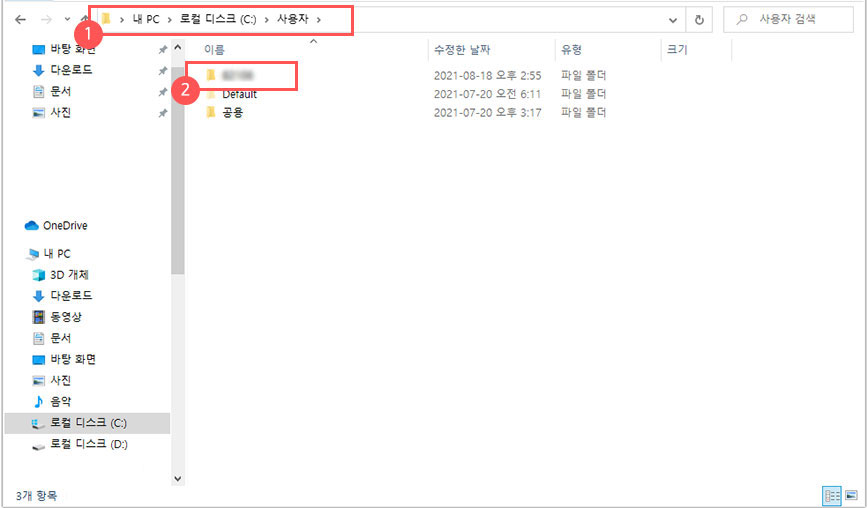 1
내 PC > 로컬 디스크 (C:) > 사용자 >
사용자 검색
바탕 화면
다운로드
문서
사진
OneDrive
내 PC
3D 개체
다운로드
동영상
문서
바탕 화면
사진
음악
로컬 디스크 (C:)
로컬 디스크 (D:)
이름 수정한 날짜 유형 크기
2
2021-08-18 오후 2:55 파일 폴더
Default 2021-07-20 오전 6:11 파일 폴더
공용 2021-07-20 오후 3:17 파일 폴더
3개 항목